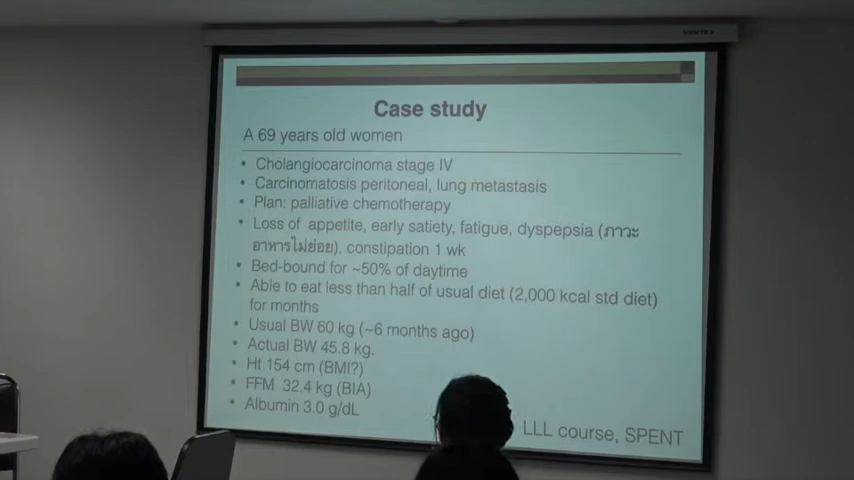 Case study
A 69 years old women
• Cholangiocarcinoma stage IV
• Carcinomatosis peritoneal, lung metastasis
• Plan: palliative chemotherapy
• Loss of appetite, early satiety, fatigue, dyspepsia (ภาวะ
อาหารไม่ย่อย), constipation 1 wk
• Bed-bound for ~50% of daytime
• Able to eat less than half of usual diet (2,000 kcal std diet)
for months
• Usual BW 60 kg (~6 months ago)
• Actual BW 45.8 kg.
• Ht 154 cm (BMI?)
• FFM 32.4 kg (BIA)
• Albumin 3.0 g/dL
LLL course, SPENT